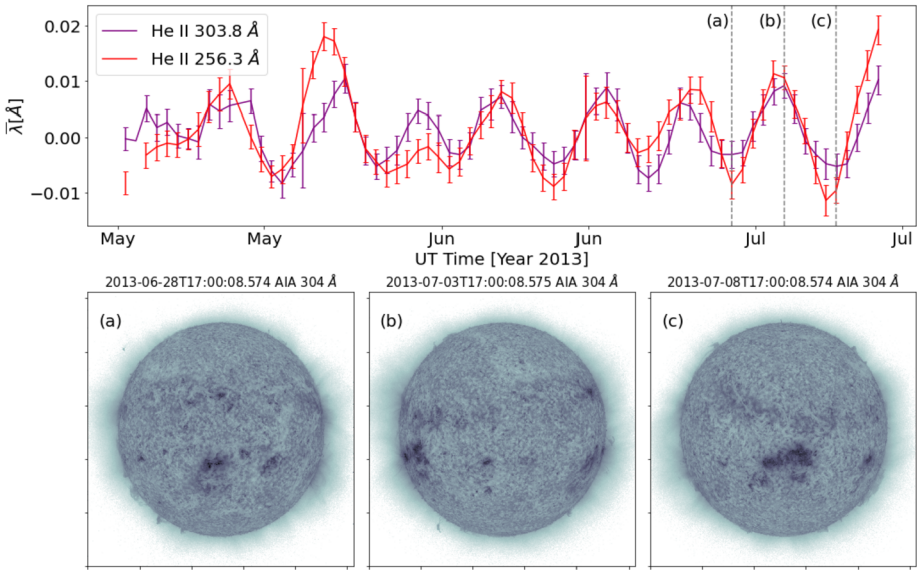 0.02
0.01
0.00
−0.01
λ̅[Å]
He II 303.8 Å
He II 256.3 Å
(a) (b) (c)
May May Jun Jun Jul Jul
UT Time [Year 2013]
2013-06-28T17:00:08.574 AIA 304 Å
2013-07-03T17:00:08.575 AIA 304 Å
2013-07-08T17:00:08.574 AIA 304 Å
(a)
(b)
(c)